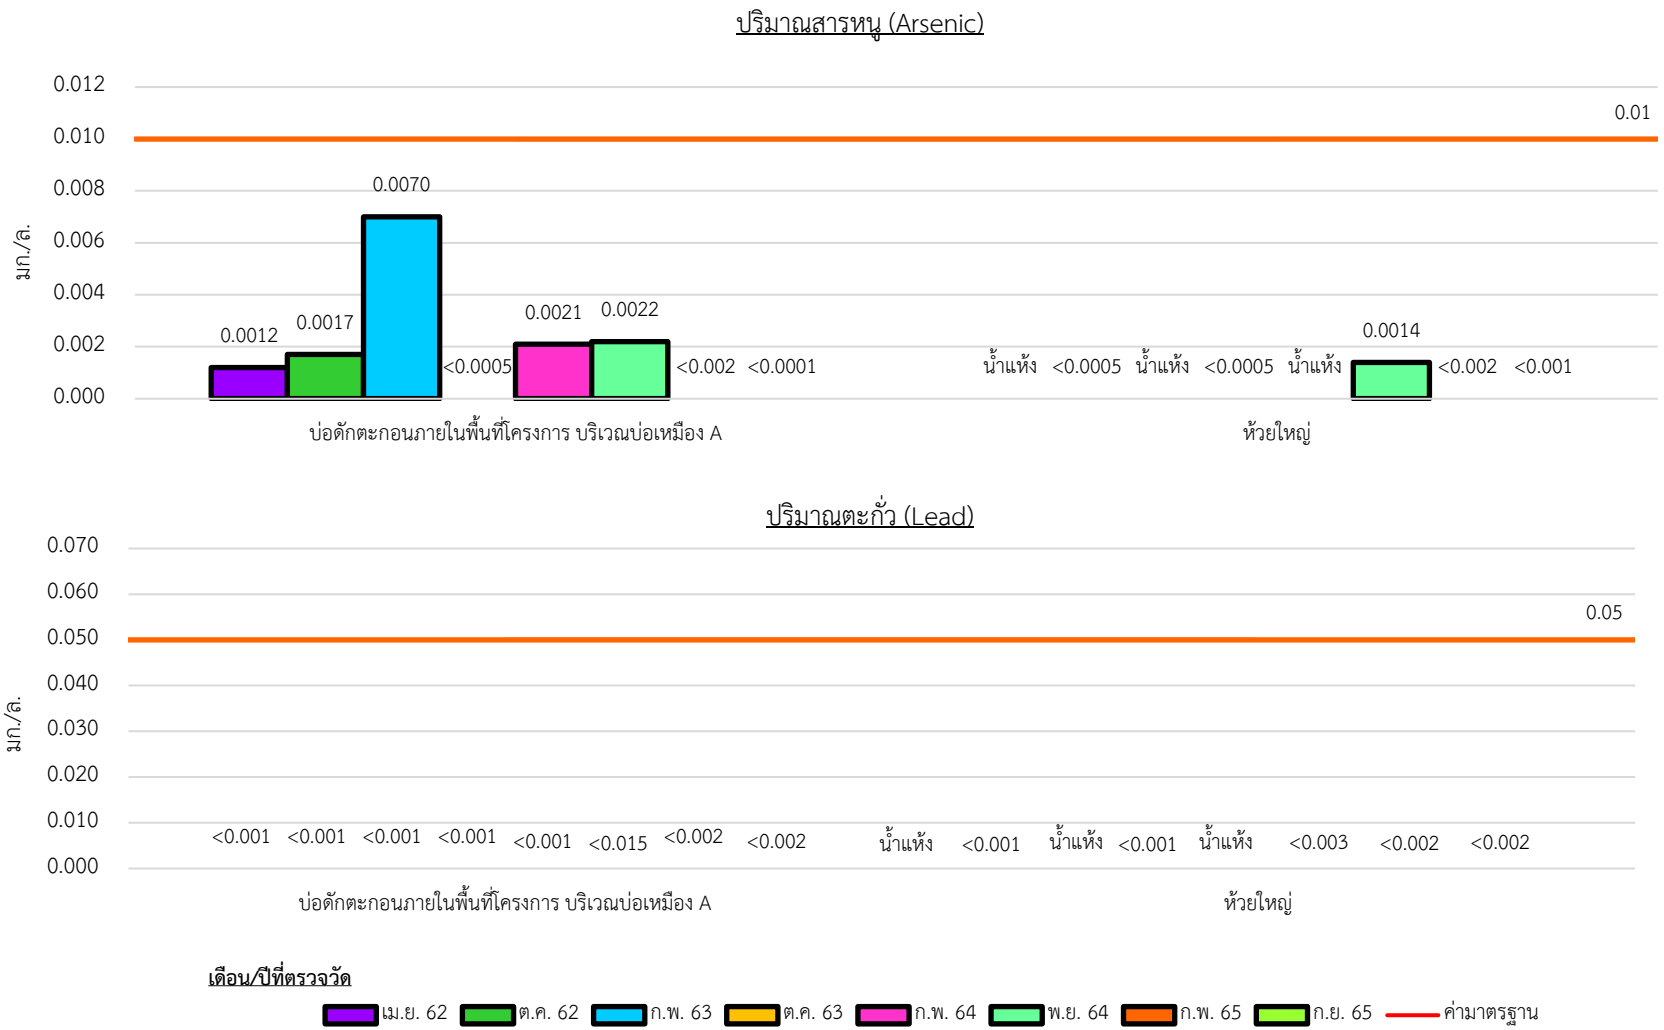 ปริมาณสารหนู (Arsenic)
0.012
0.01
0.010
0.008
0.0070
0.006
มก./ล.
0.004
0.0012 0.0017 0.0021 0.0022 0.0014
0.002
<0.0005 <0.002 <0.0001 น้ำแห้ง <0.0005 น้ำแห้ง <0.0005 น้ำแห้ง <0.002 <0.001
0.000
บ่อดักตะกอนภายในพื้นที่โครงการ บริเวณบ่อเหมือง A ห้วยใหญ่
ปริมาณตะกั่ว (Lead)
0.070
0.060
0.05
0.050
0.040
มก./ล.
0.030
0.020
0.010
<0.001 <0.001 <0.001 <0.001 <0.001 <0.015 <0.002 <0.002 น้ำแห้ง <0.001 น้ำแห้ง <0.001 น้ำแห้ง <0.003 <0.002 <0.002
0.000
บ่อดักตะกอนภายในพื้นที่โครงการ บริเวณบ่อเหมือง A ห้วยใหญ่
เดือน/ปีที่ตรวจวัด
เม.ย. 62 ต.ค. 62 ก.พ. 63 ต.ค. 63 ก.พ. 64 พ.ย. 64 ก.พ. 65 ก.ย. 65 ค่ามาตรฐาน